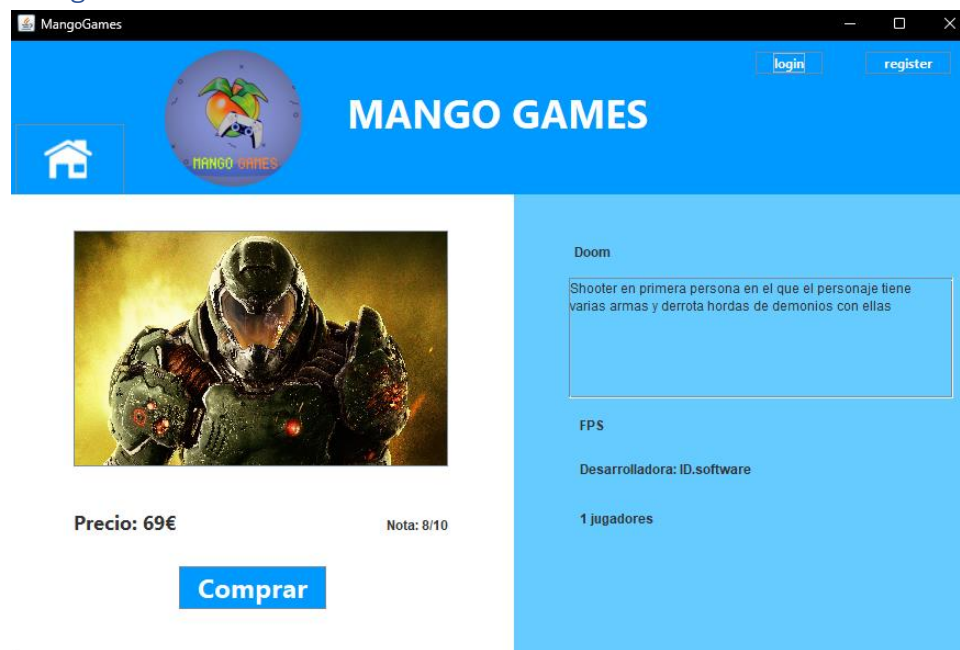 MangoGames
login
register
MANGO GAMES
MANGO GAMES
Doom
Shooter en primera persona en el que el personaje tiene
varias armas y derrota hordas de demonios con ellas
FPS
Desarrolladora: ID.software
1 jugadores
Precio: 69€
Nota: 8/10
Comprar